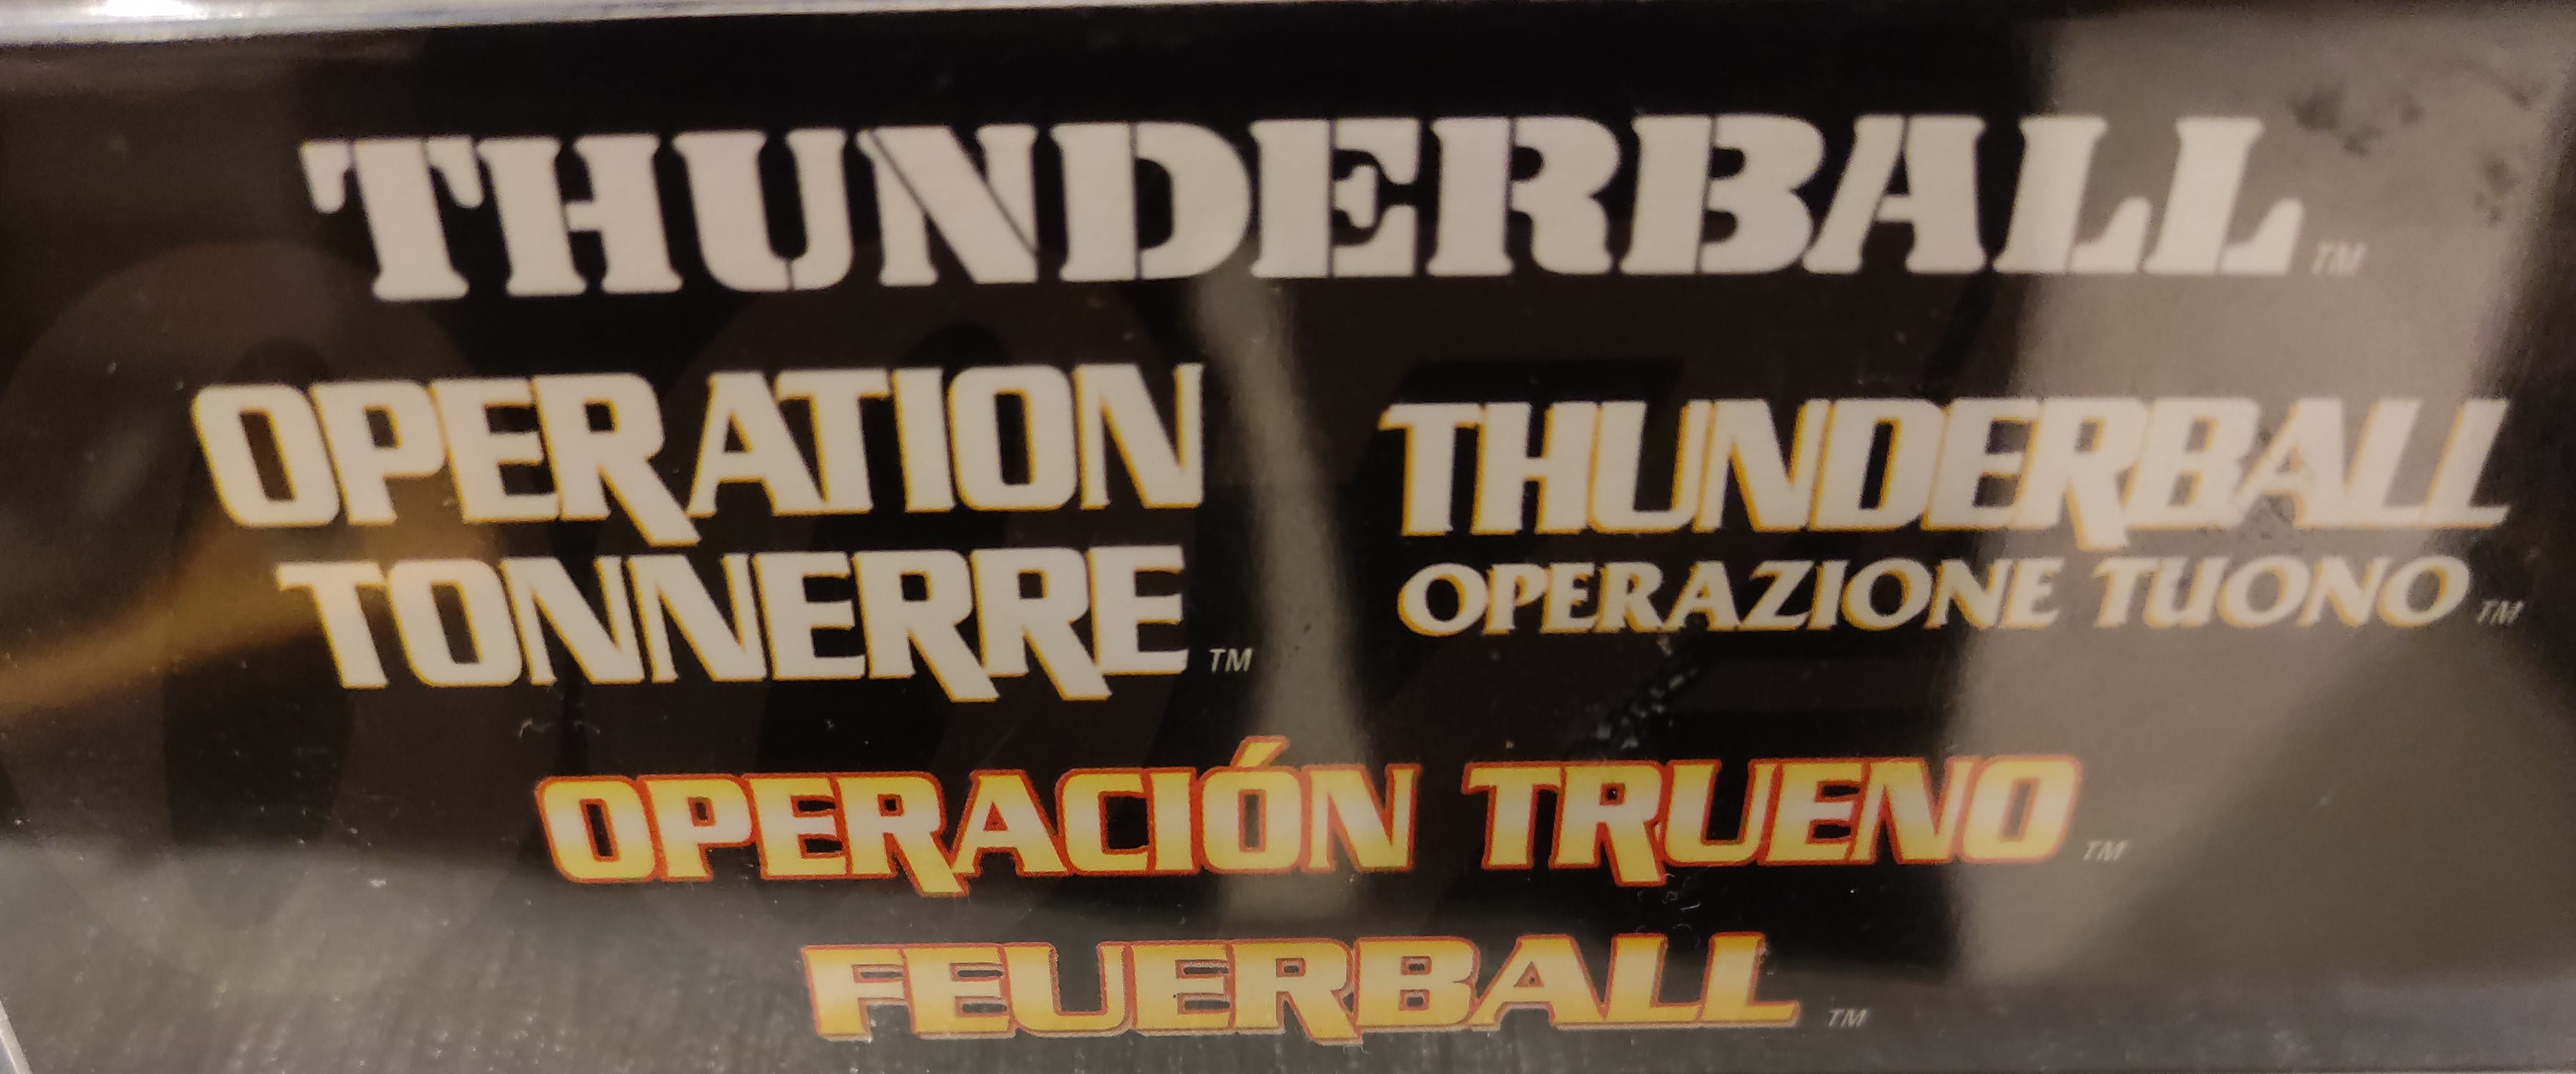 THUNDERBALL™
OPERATION
TONNERRE™
THUNDERBALL
OPERAZIONE TUONO™
OPERACIÓN TRUENO™
FEUERBALL™